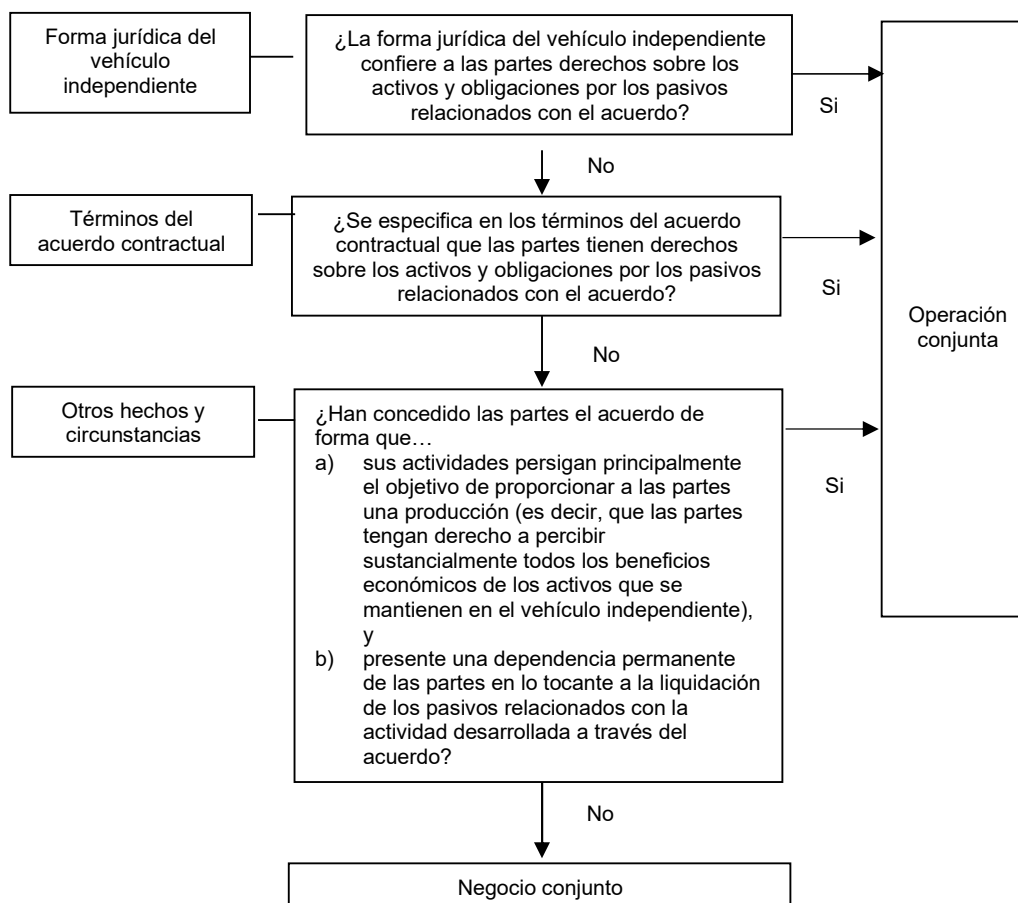 Forma jurídica del
vehículo
independiente
¿La forma jurídica del vehículo independiente
confiere a las partes derechos sobre los
activos y obligaciones por los pasivos
relacionados con el acuerdo?
Si
No
Términos del
acuerdo contractual
¿Se especifica en los términos del acuerdo
contractual que las partes tienen derechos
sobre los activos y obligaciones por los pasivos
relacionados con el acuerdo?
Si
Operación
conjunta
No
Otros hechos y
circunstancias
¿Han concedido las partes el acuerdo de
forma que…
a) sus actividades persigan principalmente
el objetivo de proporcionar a las partes
una producción (es decir, que las partes
tengan derecho a percibir
sustancialmente todos los beneficios
económicos de los activos que se
mantienen en el vehículo independiente),
y
b) presente una dependencia permanente
de las partes en lo tocante a la liquidación
de los pasivos relacionados con la
actividad desarrollada a través del
acuerdo?
Si
No
Negocio conjunto